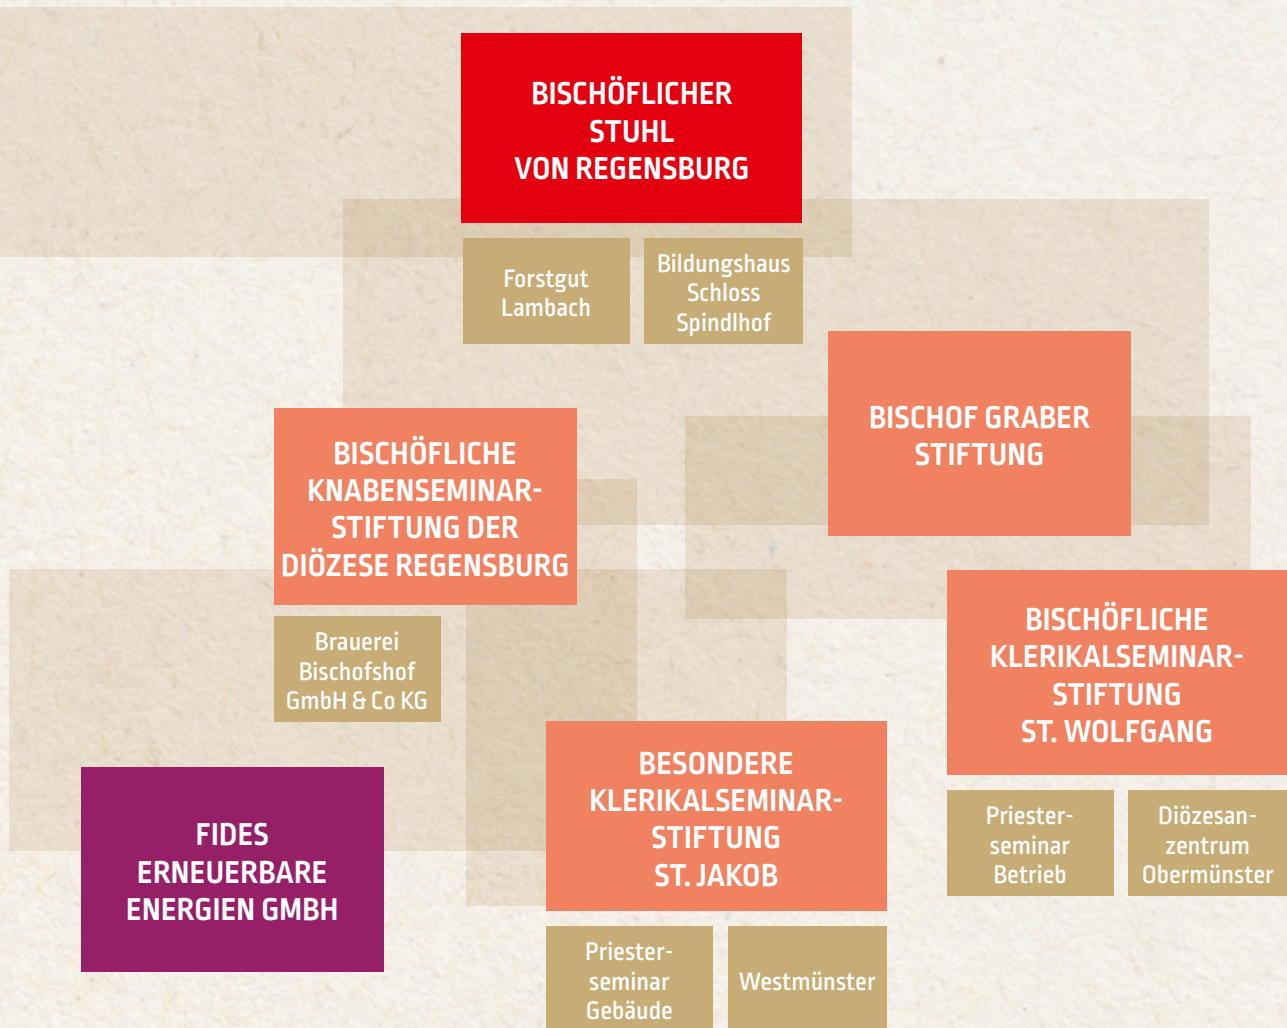 BISCHÖFLICHER
STUHL
VON REGENSBURG
Forstgut
Lambach
Bildungshaus
Schloss
Spindlhof
BISCHOF GRABER
STIFTUNG
BISCHÖFLICHE
KNABENSEMINAR-
STIFTUNG DER
DIÖZESE REGENSBURG
Brauerei
Bischofshof
GmbH & Co KG
BISCHÖFLICHE
KLERIKALSEMINAR-
STIFTUNG
ST. WOLFGANG
Priester-
seminar
Betrieb
Diözesan-
zentrum
Obermünster
BESONDERE
KLERIKALSEMINAR-
STIFTUNG
ST. JAKOB
Priester-
seminar
Gebäude
Westmünster
FIDES
ERNEUERBARE
ENERGIEN GMBH